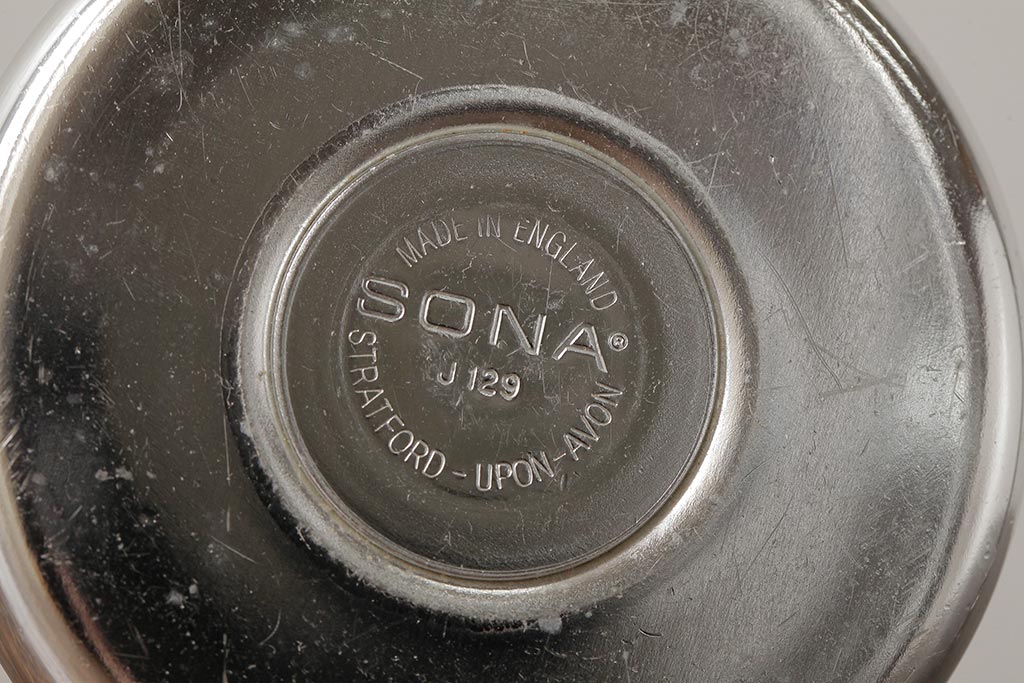 MADE IN ENGLAND
SONA®
J 129
STRATFORD-UPON-AVON